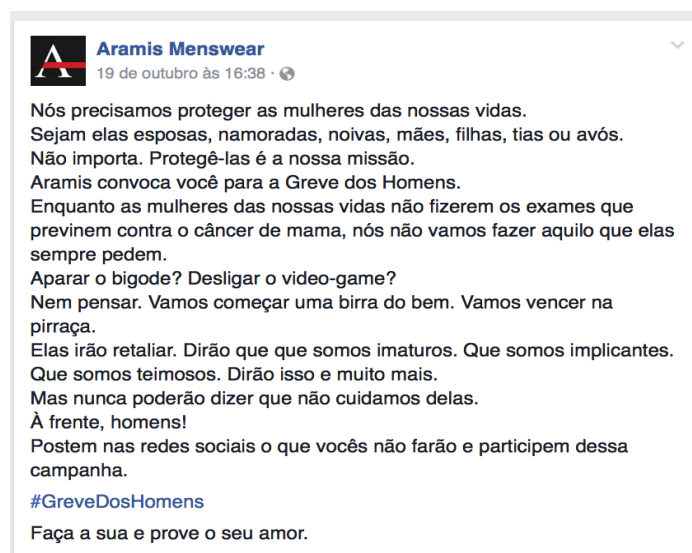 Aramis Menswear
19 de outubro às 16:38 ·
Nós precisamos proteger as mulheres das nossas vidas.
Sejam elas esposas, namoradas, noivas, mães, filhas, tias ou avós.
Não importa. Protegê-las é a nossa missão.
Aramis convoca você para a Greve dos Homens.
Enquanto as mulheres das nossas vidas não fizerem os exames que
previnem contra o câncer de mama, nós não vamos fazer aquilo que elas
sempre pedem.
Aparar o bigode? Desligar o video-game?
Nem pensar. Vamos começar uma birra do bem. Vamos vencer na
pirraça.
Elas irão retaliar. Dirão que que somos imaturos. Que somos implicantes.
Que somos teimosos. Dirão isso e muito mais.
Mas nunca poderão dizer que não cuidamos delas.
À frente, homens!
Postem nas redes sociais o que vocês não farão e participem dessa
campanha.
#GreveDosHomens
Faça a sua e prove o seu amor.